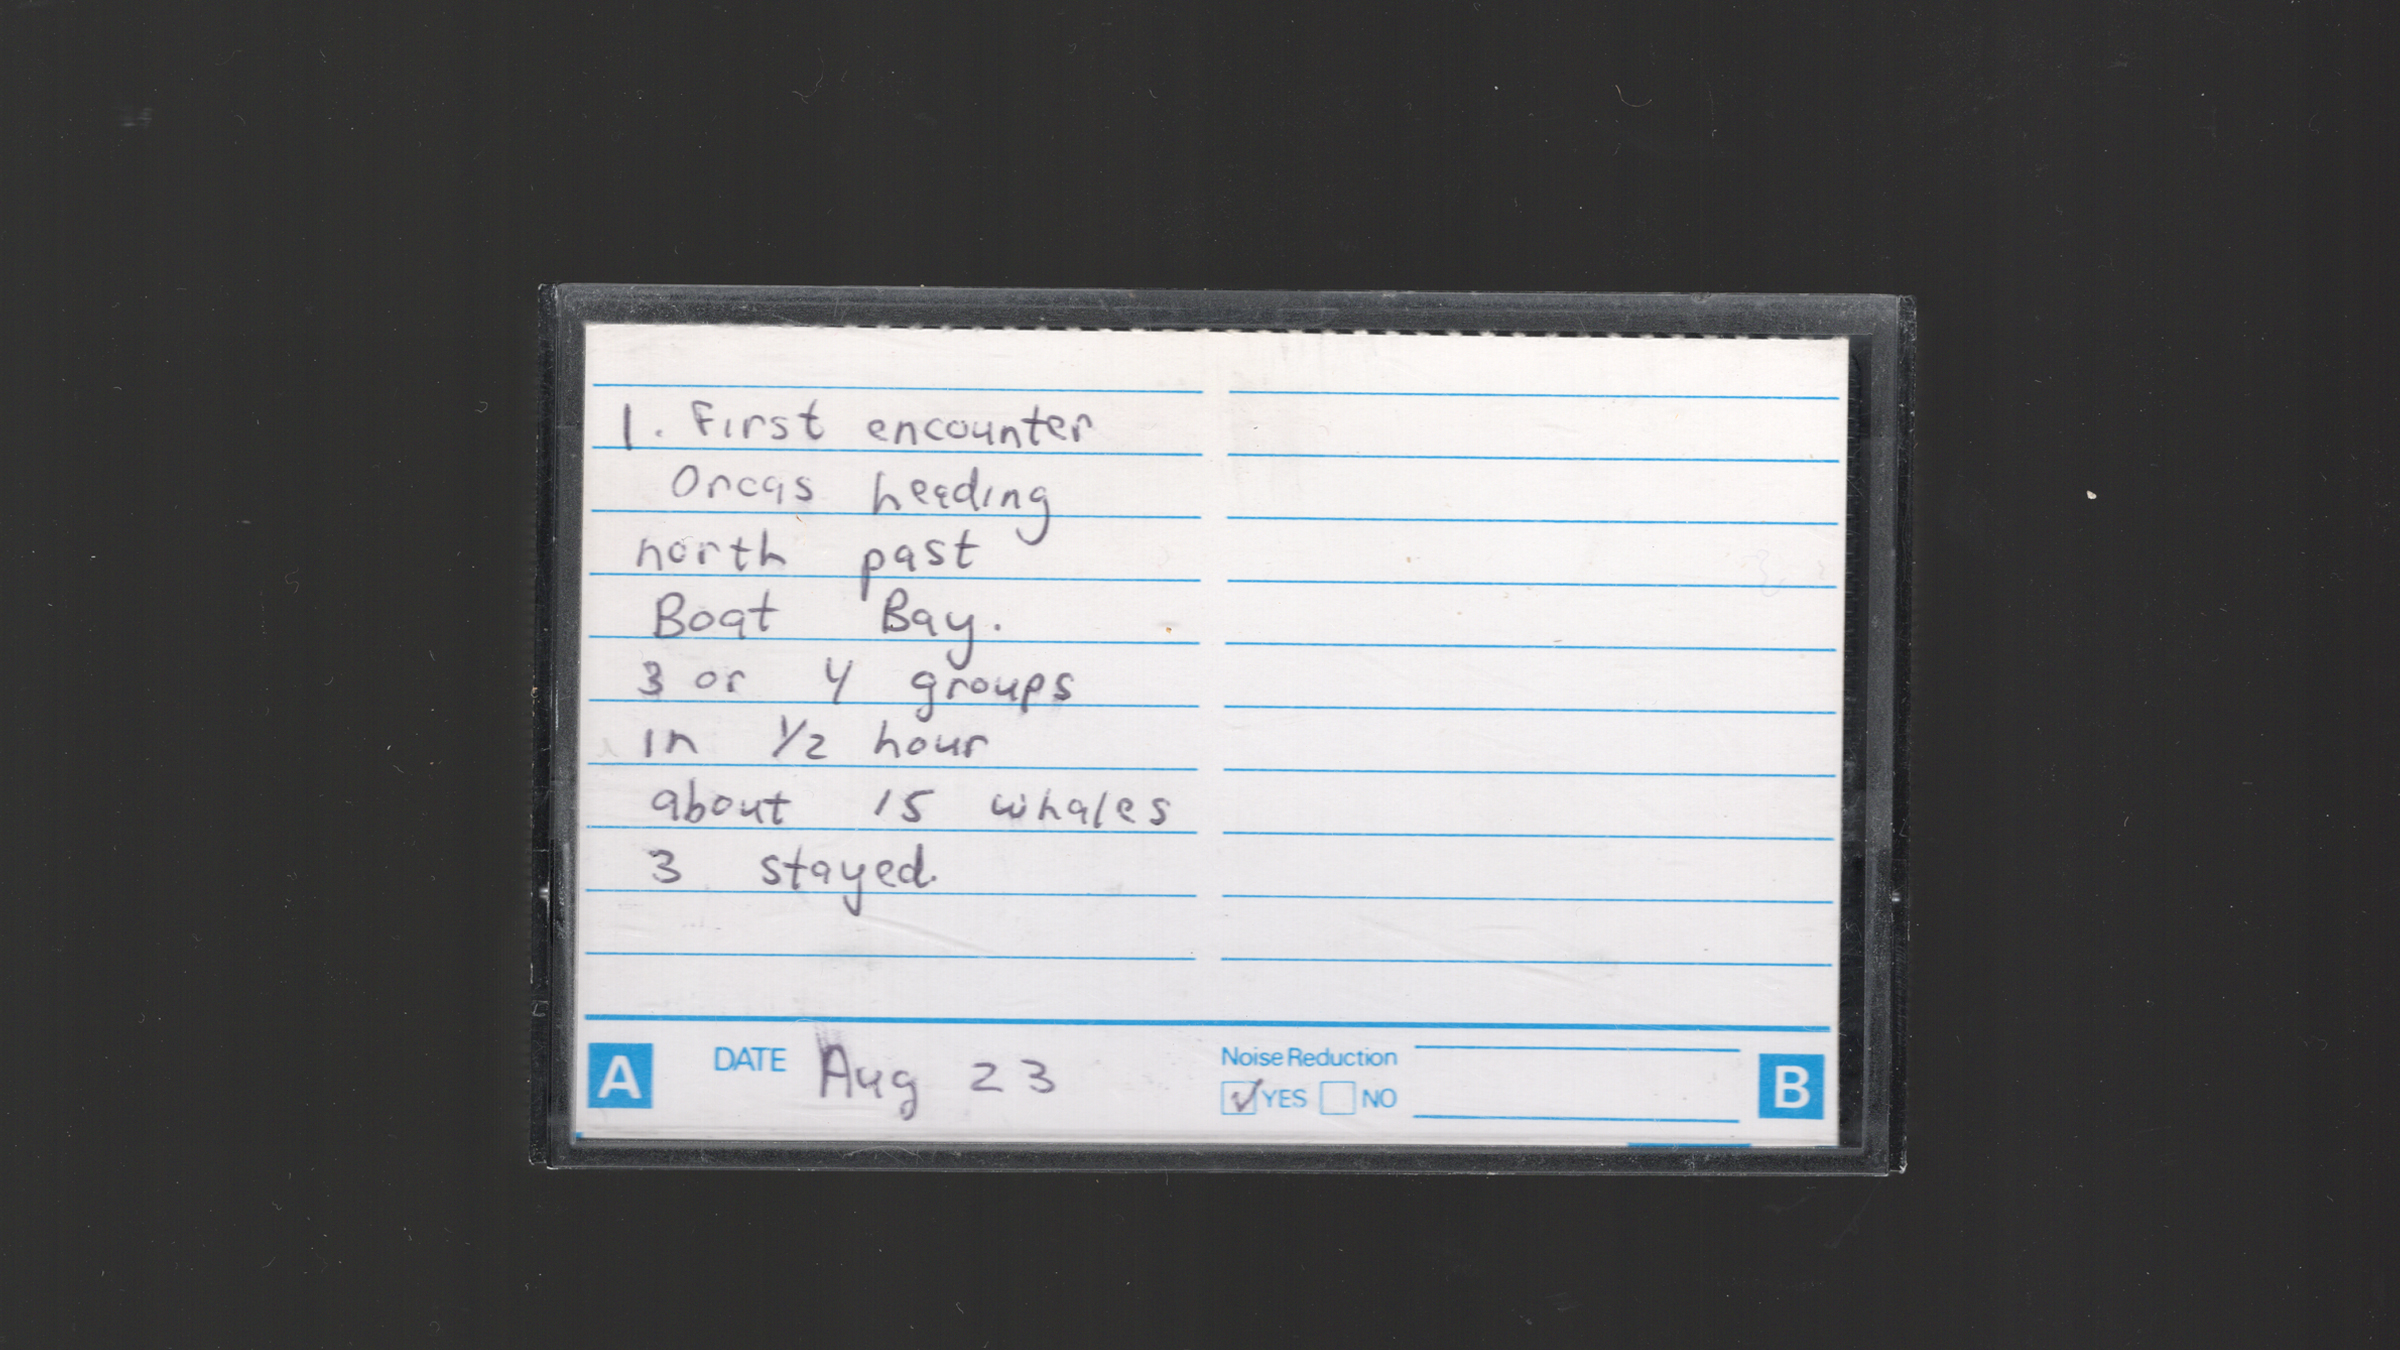 1. First encounter
Orcas heading
north past
Boat Bay.
3 or 4 groups
in 1/2 hour
about 15 whales
3 stayed.
A DATE Aug 23 Noise Reduction B
YES NO